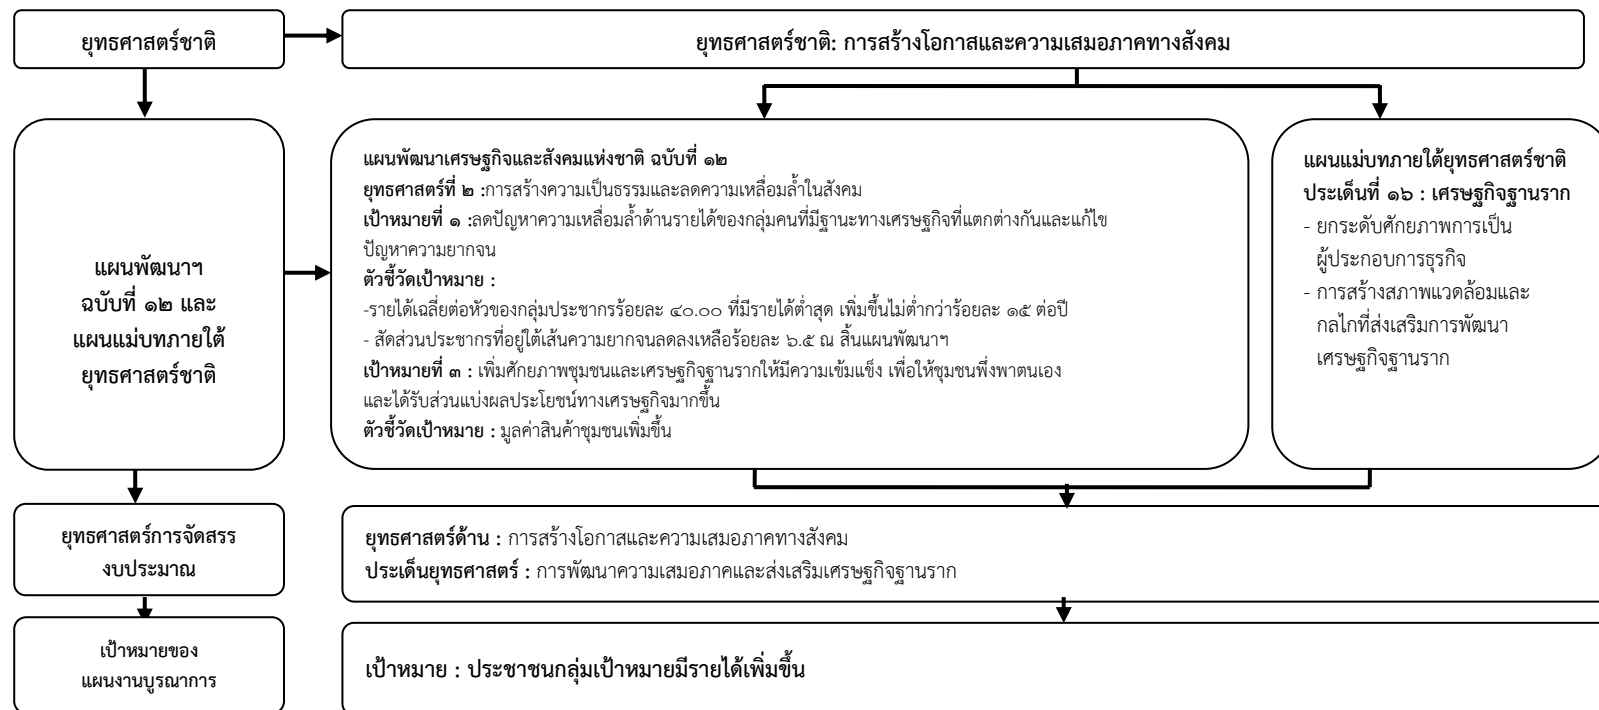 ยุทธศาสตร์ชาติ
ยุทธศาสตร์ชาติ: การสร้างโอกาสและความเสมอภาคทางสังคม
แผนพัฒนาฯ
ฉบับที่ ๑๒ และ
แผนแม่บทภายใต้
ยุทธศาสตร์ชาติ
แผนพัฒนาเศรษฐกิจและสังคมแห่งชาติ ฉบับที่ ๑๒
ยุทธศาสตร์ที่ ๒ :การสร้างความเป็นธรรมและลดความเหลื่อมล้ำในสังคม
เป้าหมายที่ ๑ :ลดปัญหาความเหลื่อมล้ำด้านรายได้ของกลุ่มคนที่มีฐานะทางเศรษฐกิจที่แตกต่างกันและแก้ไข
ปัญหาความยากจน
ตัวชี้วัดเป้าหมาย :
-รายได้เฉลี่ยต่อหัวของกลุ่มประชากรร้อยละ ๔๐.๐๐ ที่มีรายได้ต่ำสุด เพิ่มขึ้นไม่ต่ำกว่าร้อยละ ๑๕ ต่อปี
- สัดส่วนประชากรที่อยู่ใต้เส้นความยากจนลดลงเหลือร้อยละ ๖.๕ ณ สิ้นแผนพัฒนาฯ
เป้าหมายที่ ๓ : เพิ่มศักยภาพชุมชนและเศรษฐกิจฐานรากให้มีความเข้มแข็ง เพื่อให้ชุมชนพึ่งพาตนเอง
และได้รับส่วนแบ่งผลประโยชน์ทางเศรษฐกิจมากขึ้น
ตัวชี้วัดเป้าหมาย : มูลค่าสินค้าชุมชนเพิ่มขึ้น
แผนแม่บทภายใต้ยุทธศาสตร์ชาติ
ประเด็นที่ ๑๖ : เศรษฐกิจฐานราก
- ยกระดับศักยภาพการเป็น
ผู้ประกอบการธุรกิจ
- การสร้างสภาพแวดล้อมและ
กลไกที่ส่งเสริมการพัฒนา
เศรษฐกิจฐานราก
ยุทธศาสตร์การจัดสรร
งบประมาณ
ยุทธศาสตร์ด้าน : การสร้างโอกาสและความเสมอภาคทางสังคม
ประเด็นยุทธศาสตร์ : การพัฒนาความเสมอภาคและส่งเสริมเศรษฐกิจฐานราก
เป้าหมายของ
แผนงานบูรณาการ
เป้าหมาย : ประชาชนกลุ่มเป้าหมายมีรายได้เพิ่มขึ้น